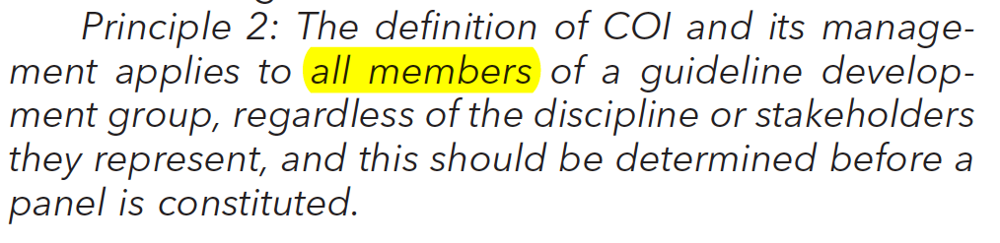 Principle 2: The definition of COI and its manage-
ment applies to all members of a guideline develop-
ment group, regardless of the discipline or stakeholders
they represent, and this should be determined before a
panel is constituted.